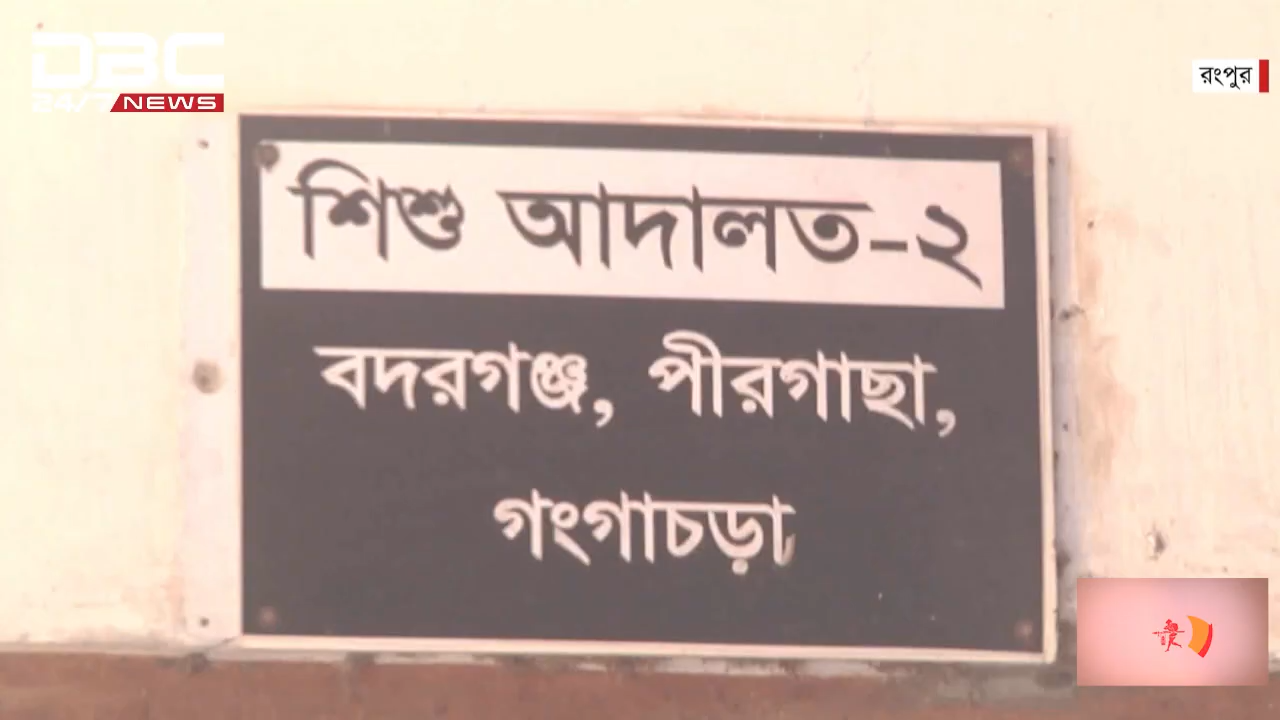 DBC
24/7 NEWS
রংপুর
শিশু আদালত-২
বদরগঞ্জ, পীরগাছা,
গংগাচড়া